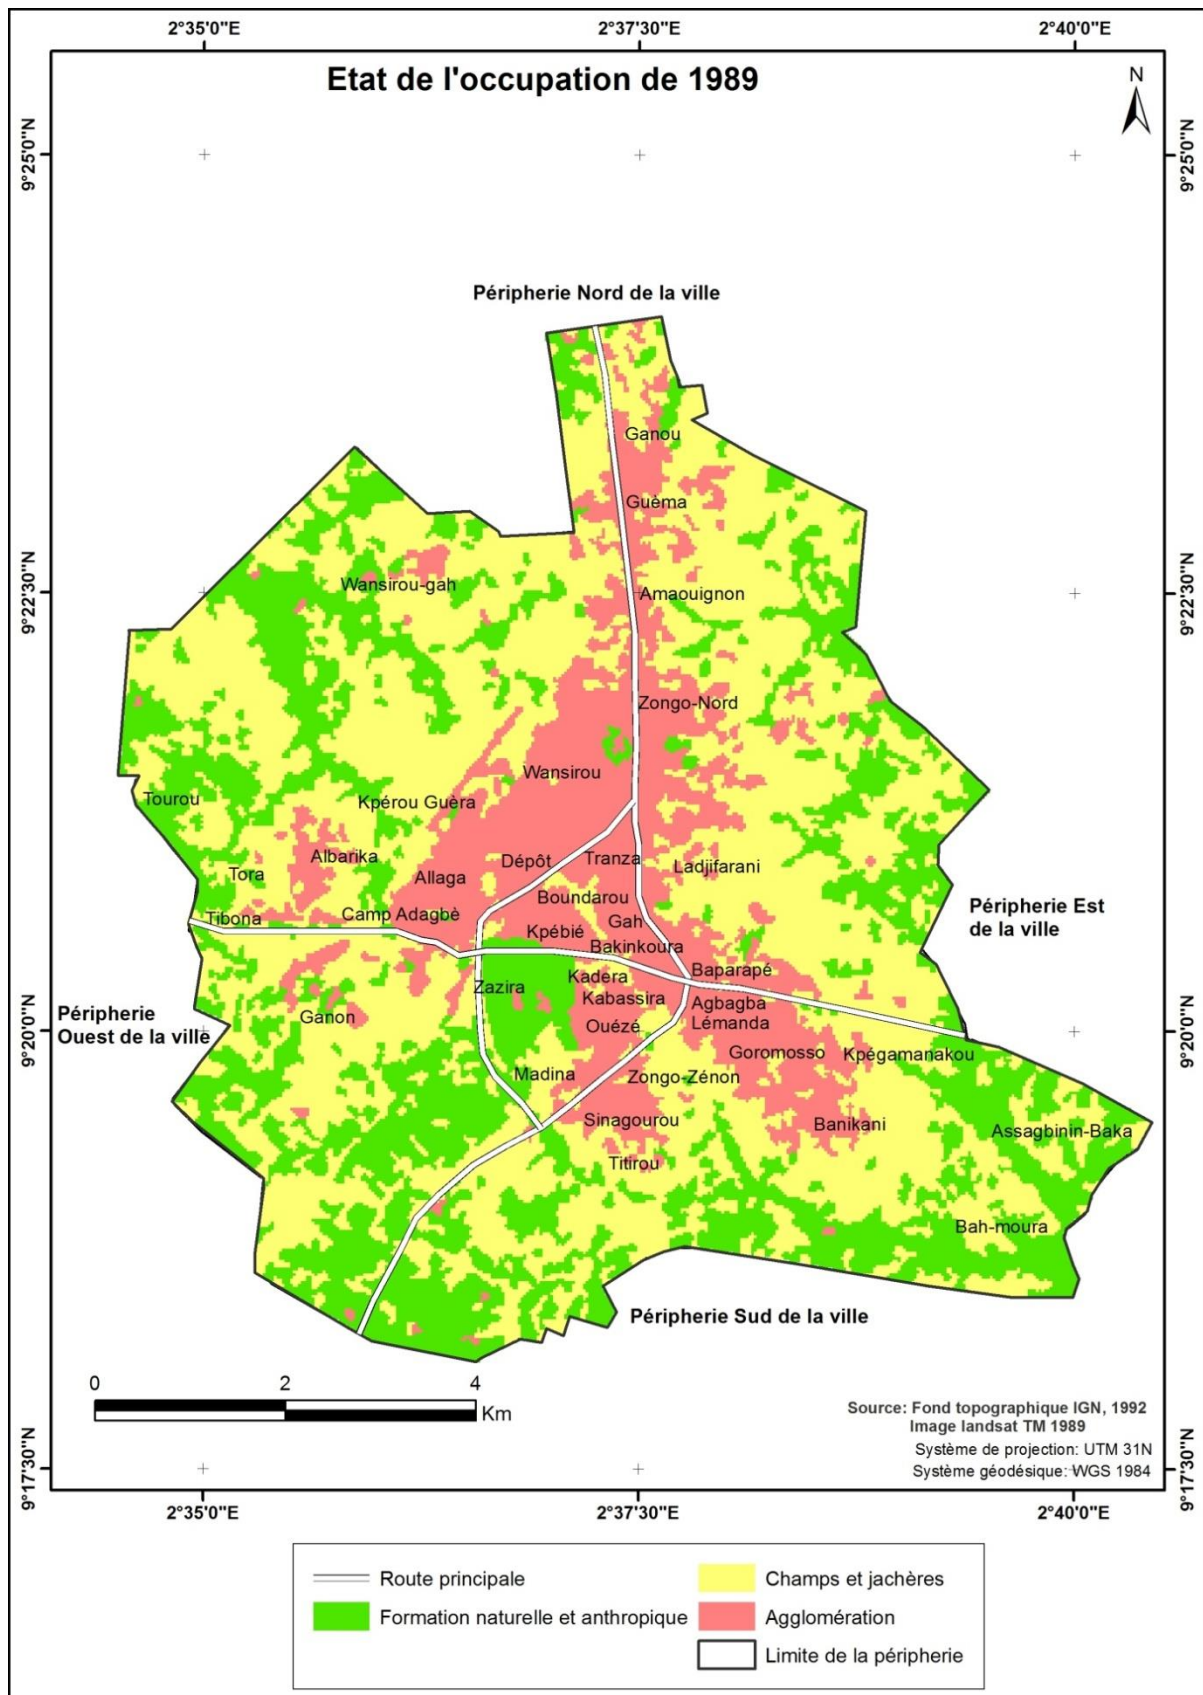 2°35'0"E 2°37'30"E 2°40'0"E
Etat de l'occupation de 1989
N
9°25'0"N 9°25'0"N
Péripherie Nord de la ville
Ganou
Guèma
9°22'30"N 9°22'30"N
Wansirou-gah
Amaouignon
Zongo-Nord
Wansirou
Tourou
Kpérou Guèra
Albarika
Dépôt
Tranza
Ladjifarani
Tora
Allaga
Boundarou
Tibona
Camp Adagbè
Gah
Péripherie Est
de la ville
Kpébié
Bakinkoura
Baparapé
Kadera
Zazira
Kabassira
Agbagba
Péripherie
Ouest de la ville
Ganon
Ouézé
Lémanda
9°20'0"N 9°20'0"N
Goromosso
Kpégamanakou
Madina
Zongo-Zénon
Sinagourou
Banikani
Assagbinin-Baka
Titirou
Bah-moura
Péripherie Sud de la ville
0 2 4
Km
Source: Fond topographique IGN, 1992
Image landsat TM 1989
Système de projection: UTM 31N
Système géodésique: WGS 1984
9°17'30"N 9°17'30"N
2°35'0"E 2°37'30"E 2°40'0"E
Route principale
Champs et jachères
Formation naturelle et anthropique
Agglomération
Limite de la péripherie